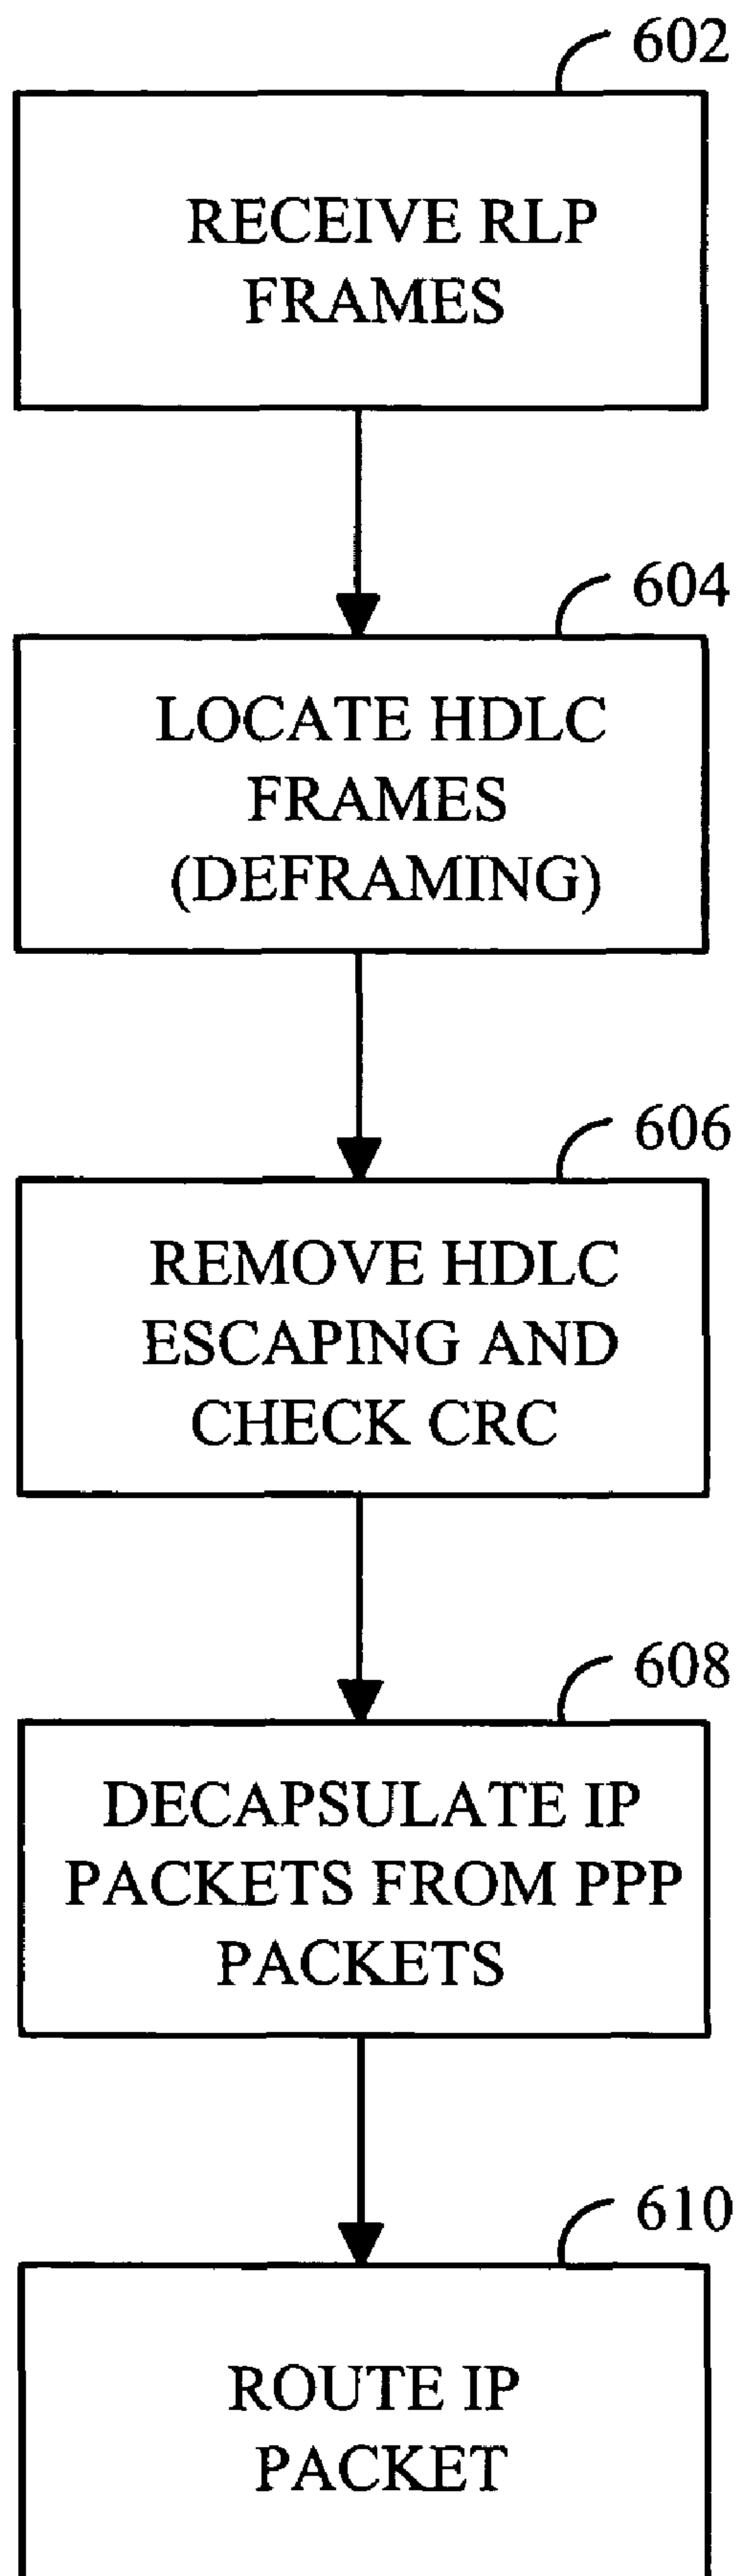 602
RECEIVE RLP
FRAMES
604
LOCATE HDLC
FRAMES
(DEFRAMING)
606
REMOVE HDLC
ESCAPING AND
CHECK CRC
608
DECAPSULATE IP
PACKETS FROM PPP
PACKETS
610
ROUTE IP
PACKET